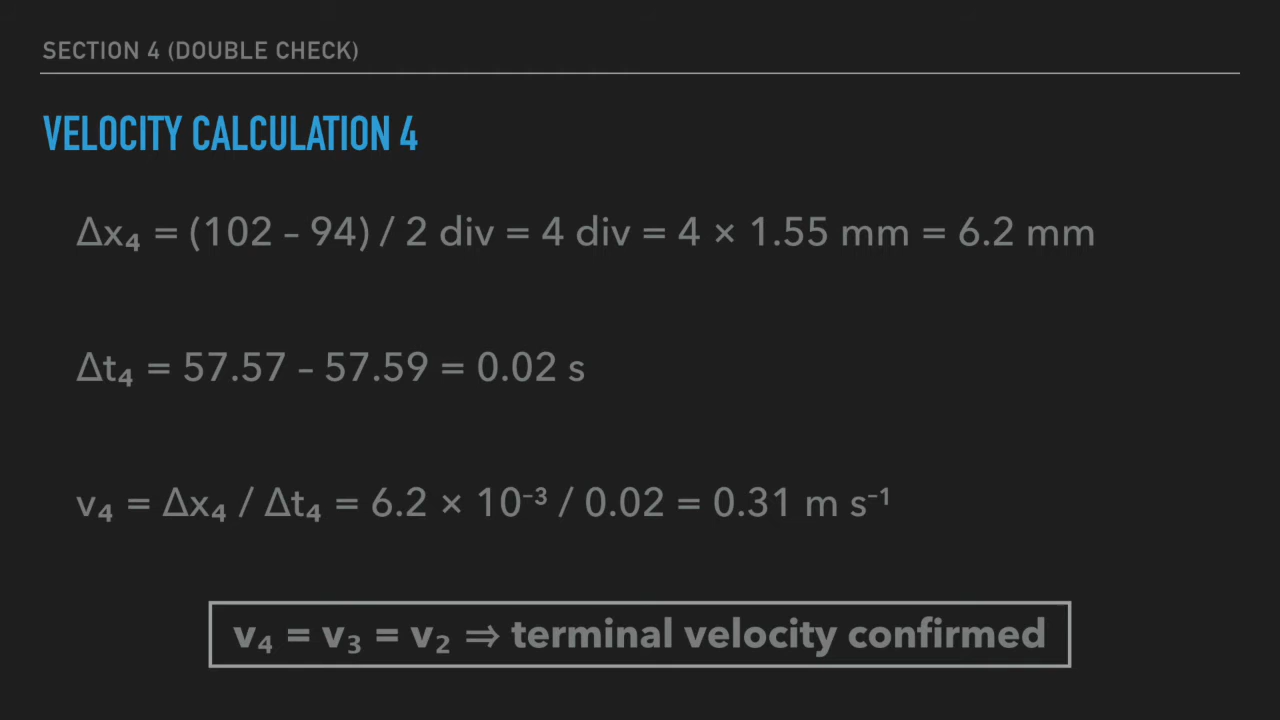 SECTION 4 (DOUBLE CHECK)
VELOCITY CALCULATION 4
Δx₄ = (102 – 94) / 2 div = 4 div = 4 × 1.55 mm = 6.2 mm
Δt₄ = 57.57 – 57.59 = 0.02 s
v₄ = Δx₄ / Δt₄ = 6.2 × 10⁻³ / 0.02 = 0.31 m s⁻¹
v₄ = v₃ = v₂ ⇒ terminal velocity confirmed